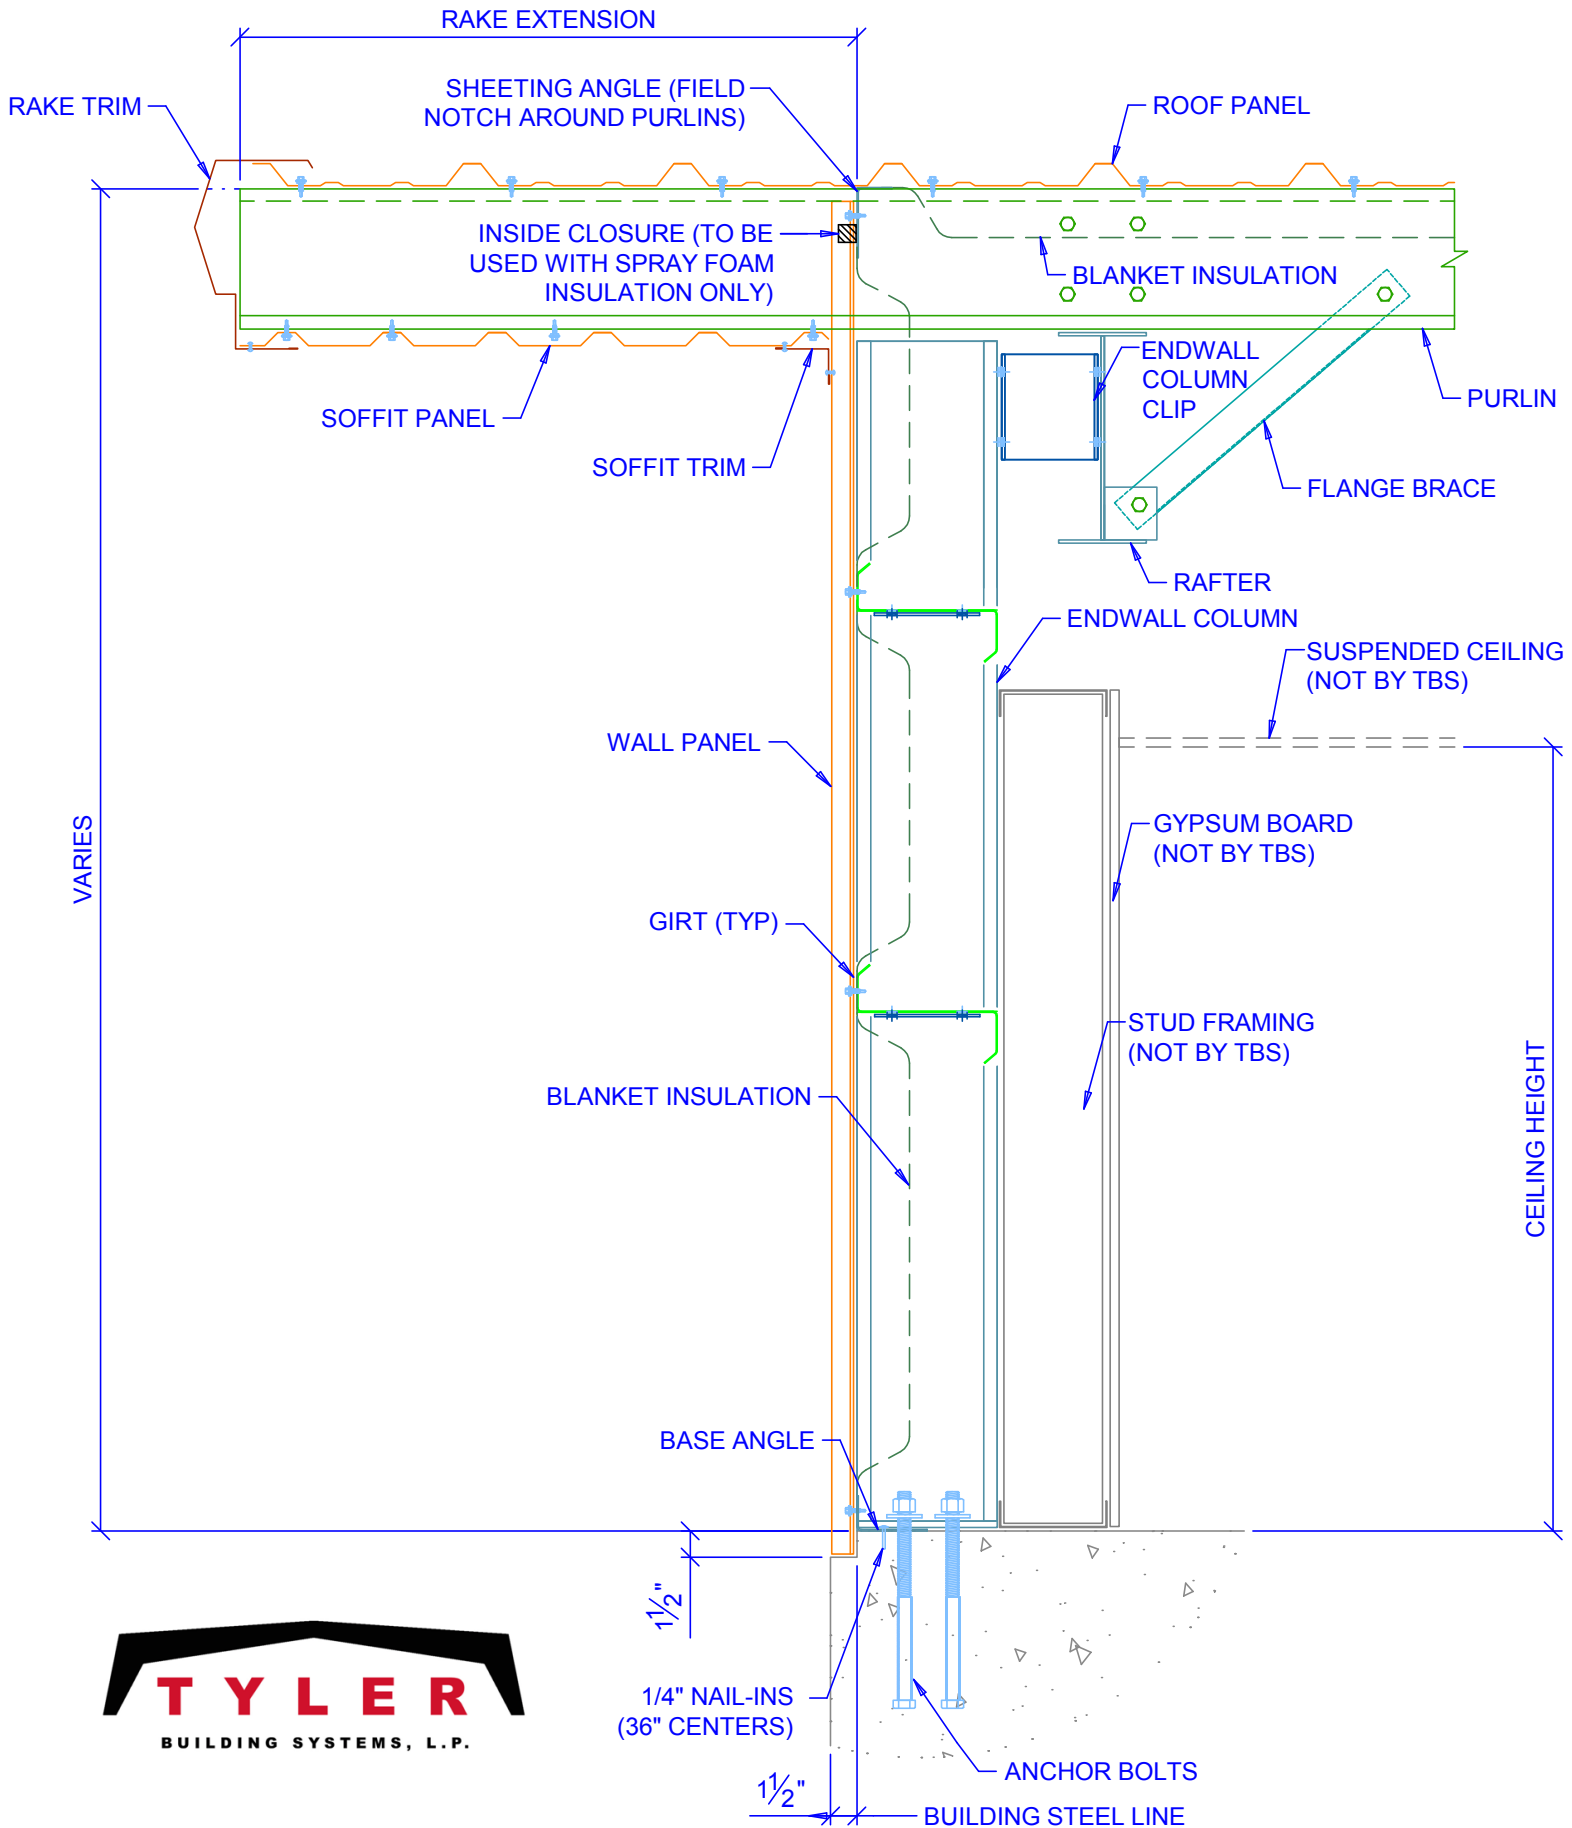 RAKE EXTENSION
SHEETING ANGLE (FIELD
NOTCH AROUND PURLINS)
RAKE TRIM
ROOF PANEL
INSIDE CLOSURE (TO BE
USED WITH SPRAY FOAM
INSULATION ONLY)
BLANKET INSULATION
ENDWALL
COLUMN
CLIP
PURLIN
SOFFIT PANEL
SOFFIT TRIM
FLANGE BRACE
RAFTER
ENDWALL COLUMN
SUSPENDED CEILING
(NOT BY TBS)
WALL PANEL
VARIES
GYPSUM BOARD
(NOT BY TBS)
GIRT (TYP)
STUD FRAMING
(NOT BY TBS)
BLANKET INSULATION
CEILING HEIGHT
BASE ANGLE
1 1/2"
1/4" NAIL-INS
(36" CENTERS)
ANCHOR BOLTS
1 1/2"
BUILDING STEEL LINE
TYLER
BUILDING SYSTEMS, L.P.